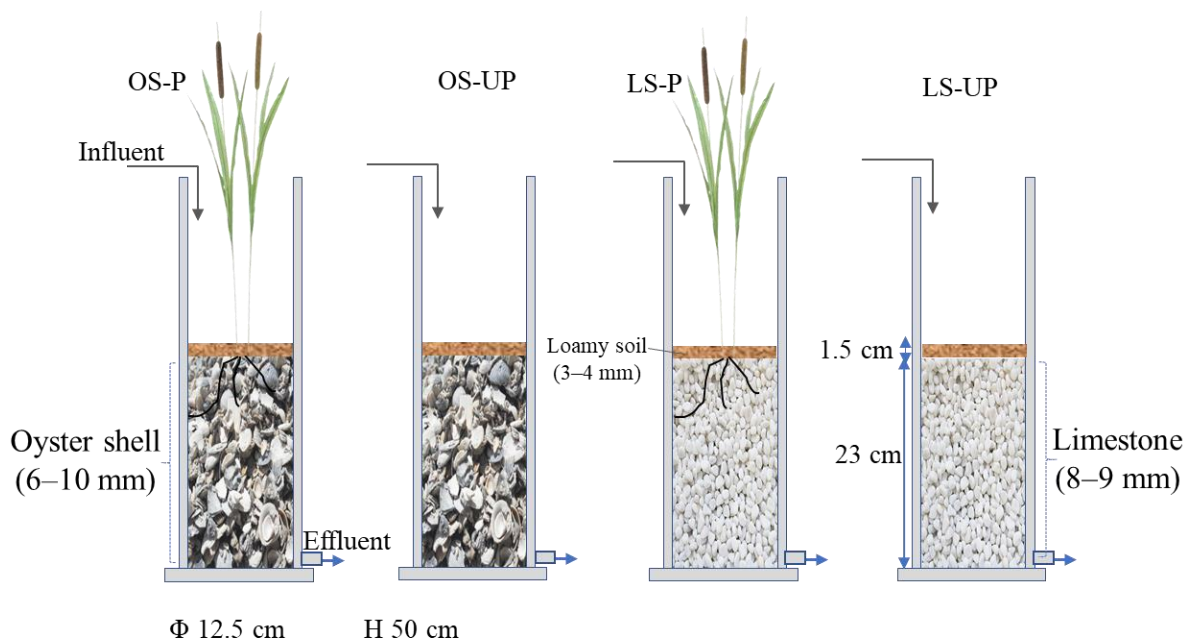 OS-P
OS-UP
LS-P
LS-UP
Influent
Loamy soil
(3–4 mm)
1.5 cm
Oyster shell
(6–10 mm)
23 cm
Limestone
(8–9 mm)
Effluent
Φ 12.5 cm
H 50 cm